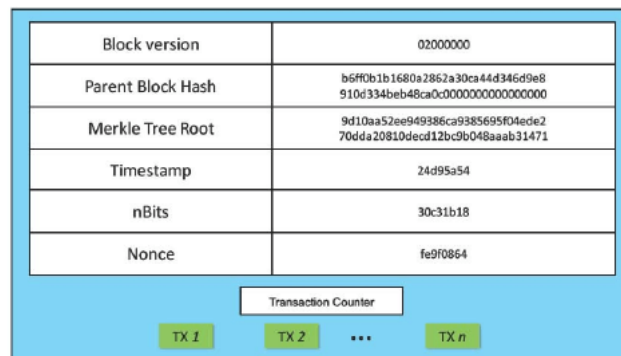 Block version 02000000
Parent Block Hash b6ff0b1b1680a2862a30ca44d346d9e8
910d334beb48ca0c0000000000000000
Merkle Tree Root 9d10aa52ee949386ca9385695f04ede2
70dda20810decd12bc9b048aaab31471
Timestamp 24d95a54
nBits 30c31b18
Nonce fe9f0864
Transaction Counter
TX 1 TX 2 ... TX n